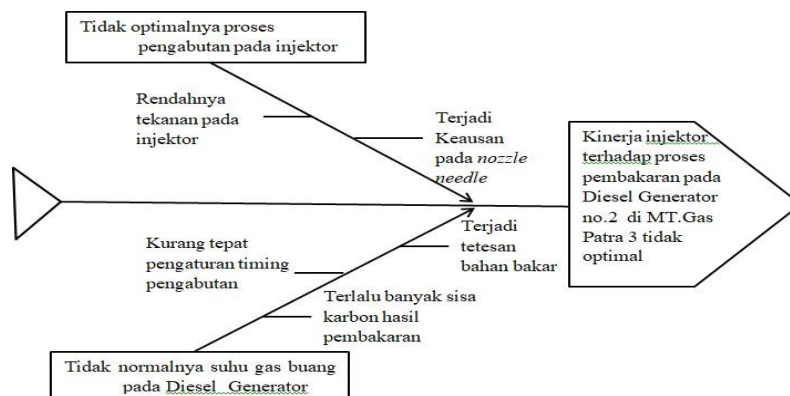 Tidak optimalnya proses
pengabutan pada injektor
Rendahnya
tekanan pada
injektor
Terjadi
Keausan
pada nozzle
needle
Kinerja injektor
terhadap proses
pembakaran pada
Diesel Generator
no.2 di MT.Gas
Patra 3 tidak
optimal
Kurang tepat
pengaturan timing
pengabutan
Terjadi
tetesan
bahan bakar
Terlalu banyak sisa
karbon hasil
pembakaran
Tidak normalnya suhu gas buang
pada Diesel Generator